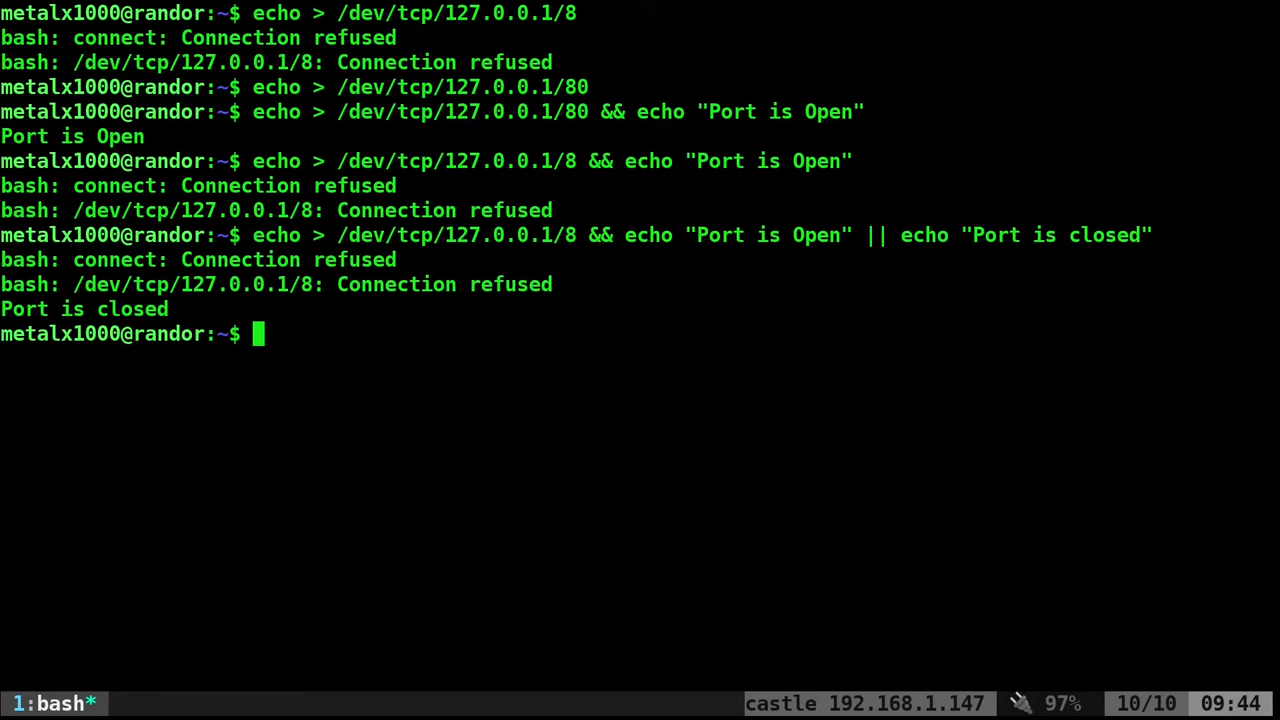 metalx1000@randor:~$ echo > /dev/tcp/127.0.0.1/8
bash: connect: Connection refused
bash: /dev/tcp/127.0.0.1/8: Connection refused
metalx1000@randor:~$ echo > /dev/tcp/127.0.0.1/80
metalx1000@randor:~$ echo > /dev/tcp/127.0.0.1/80 && echo "Port is Open"
Port is Open
metalx1000@randor:~$ echo > /dev/tcp/127.0.0.1/8 && echo "Port is Open"
bash: connect: Connection refused
bash: /dev/tcp/127.0.0.1/8: Connection refused
metalx1000@randor:~$ echo > /dev/tcp/127.0.0.1/8 && echo "Port is Open" || echo "Port is closed"
bash: connect: Connection refused
bash: /dev/tcp/127.0.0.1/8: Connection refused
Port is closed
metalx1000@randor:~$
1:bash* castle 192.168.1.147 97% 10/10 09:44